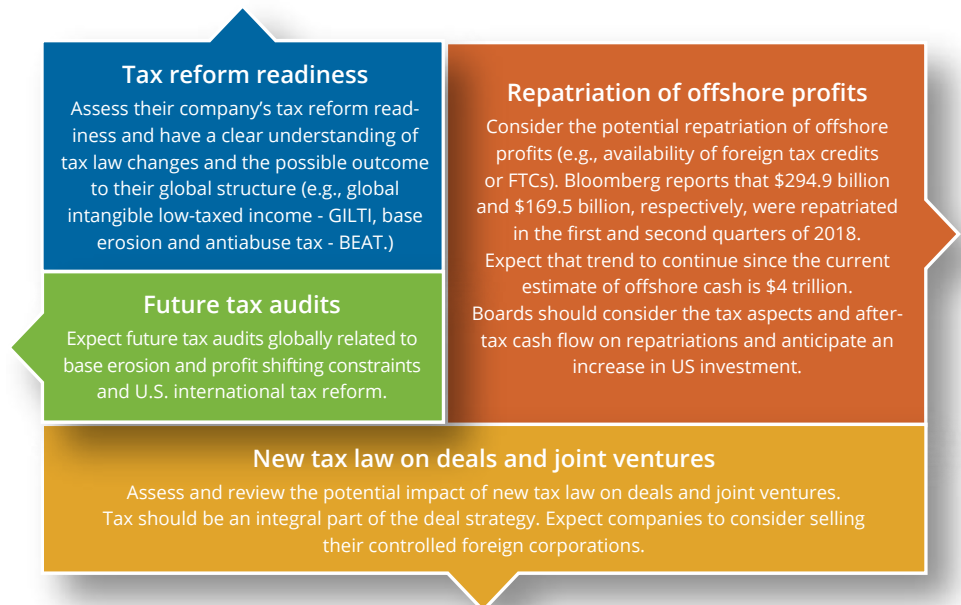 Tax reform readiness
Assess their company's tax reform read-
iness and have a clear understanding of
tax law changes and the possible outcome
to their global structure (e.g., global
intangible low-taxed income - GILTI, base
erosion and antiabuse tax - BEAT.)
Future tax audits
Expect future tax audits globally related to
base erosion and profit shifting constraints
and U.S. international tax reform.
Repatriation of offshore profits
Consider the potential repatriation of offshore
profits (e.g., availability of foreign tax credits
or FTCs). Bloomberg reports that $294.9 billion
and $169.5 billion, respectively, were repatriated
in the first and second quarters of 2018.
Expect that trend to continue since the current
estimate of offshore cash is $4 trillion.
Boards should consider the tax aspects and after-
tax cash flow on repatriations and anticipate an
increase in US investment.
New tax law on deals and joint ventures
Assess and review the potential impact of new tax law on deals and joint ventures.
Tax should be an integral part of the deal strategy. Expect companies to consider selling
their controlled foreign corporations.